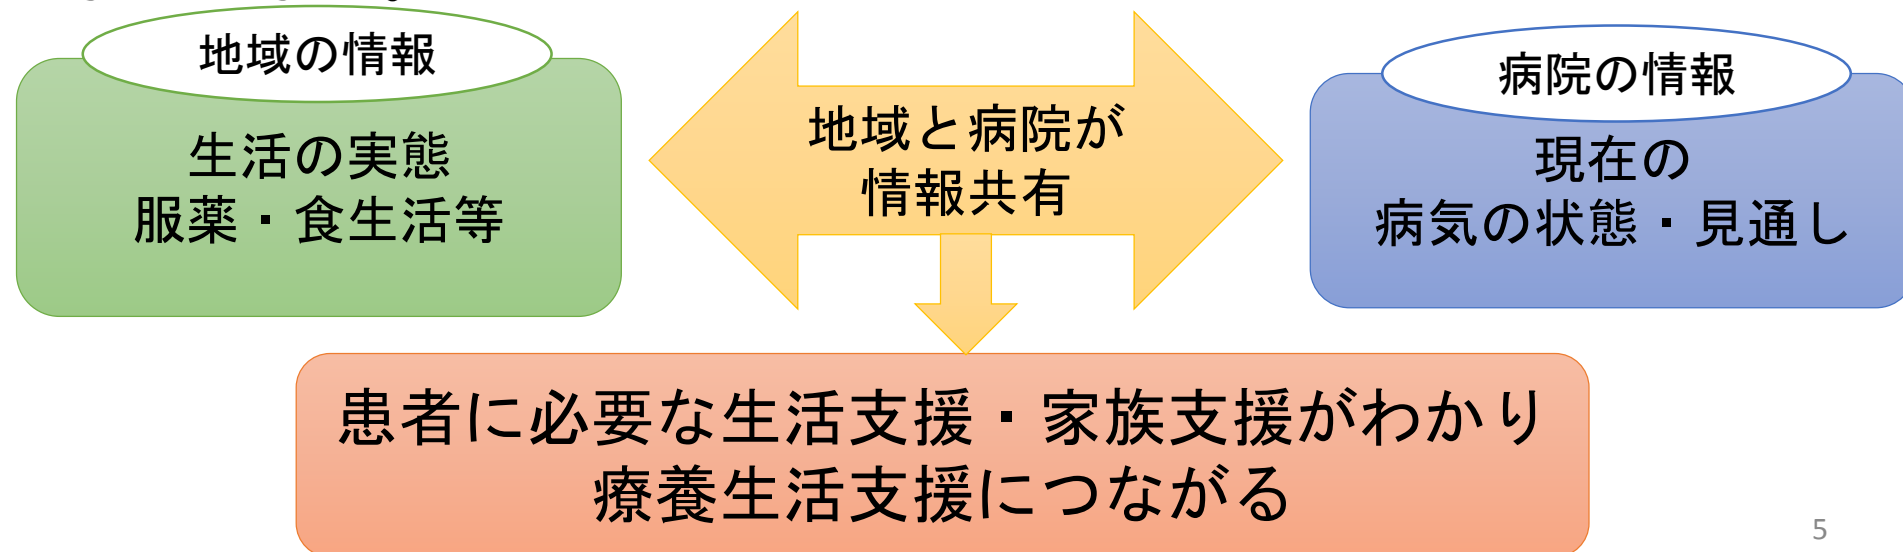 地域の情報
生活の実態
服薬・食生活等
地域と病院が
情報共有
病院の情報
現在の
病気の状態・見通し
患者に必要な生活支援・家族支援がわかり
療養生活支援につながる
5